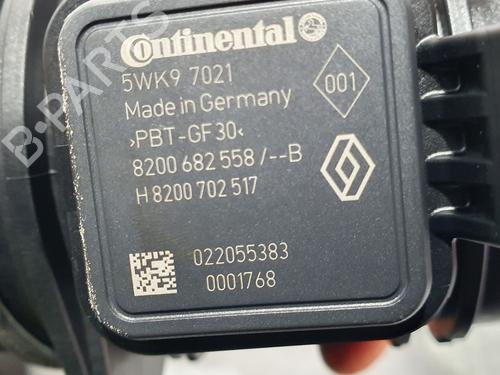 Continental
5WK9 7021
001
Made in Germany
>PBT-GF30<
8200 682 558 /--B
H 8200 702 517
022055383
0001768
B-PARTS